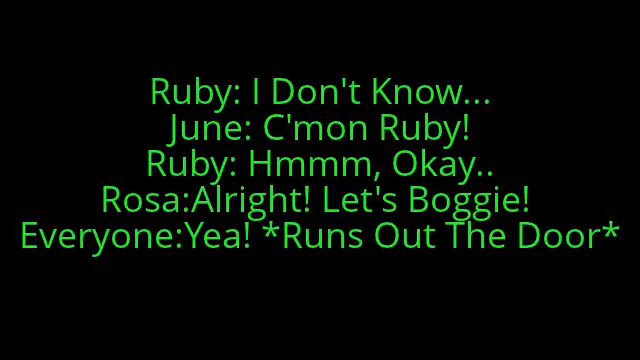 Ruby: I Don't Know...
June: C'mon Ruby!
Ruby: Hmmm, Okay..
Rosa:Alright! Let's Boggie!
Everyone:Yea! *Runs Out The Door*